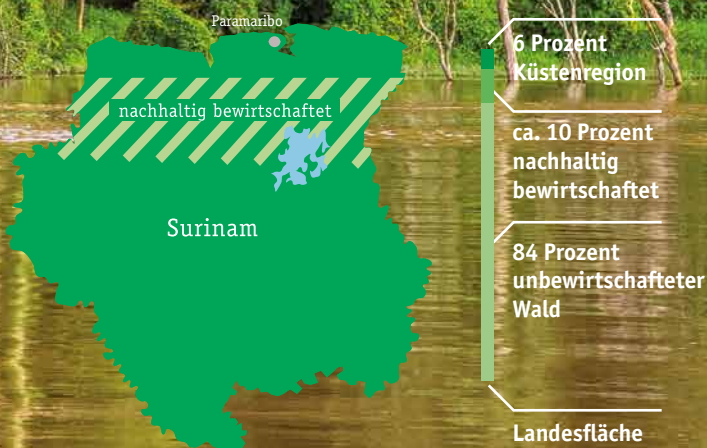 Paramaribo
nachhaltig bewirtschaftet
Surinam
6 Prozent
Küstenregion
ca. 10 Prozent
nachhaltig
bewirtschaftet
84 Prozent
unbewirtschafteter
Wald
Landesfläche